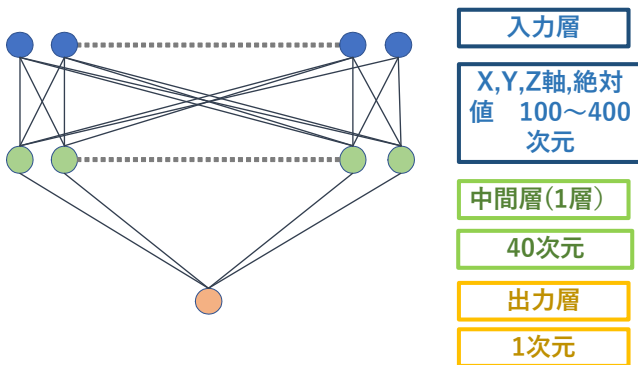 入力層
X,Y,Z軸,絶対
値　100～400
次元
中間層(1層）
40次元
出力層
1次元